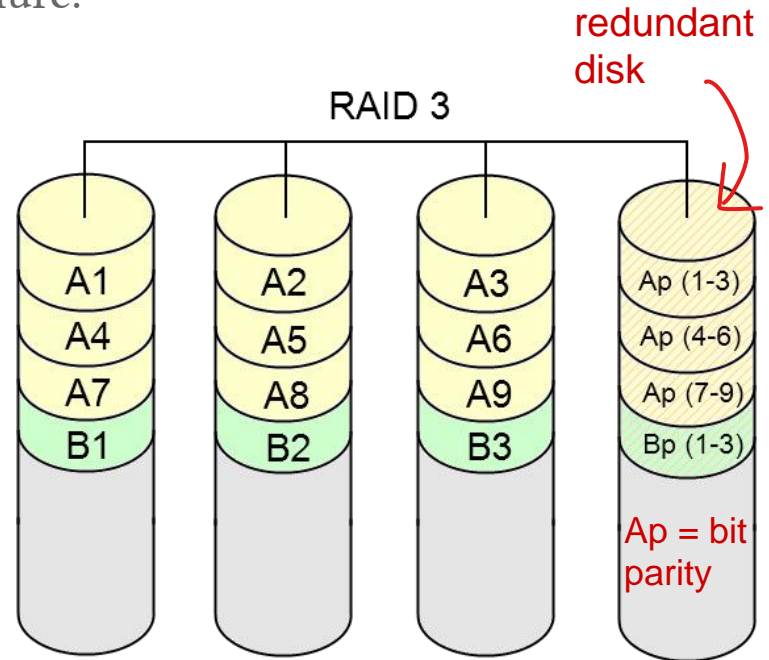 ure.
redundant
disk
RAID 3
A1 A2 A3 Ap (1-3)
A4 A5 A6 Ap (4-6)
A7 A8 A9 Ap (7-9)
B1 B2 B3 Bp (1-3)
Ap = bit
parity